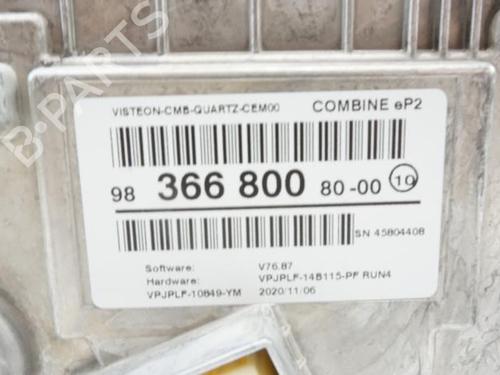 B-PARTS
VISTEON-CMB-QUARTZ-CEM00 COMBINE eP2
98 366 800 80-00 10
SN 45804408
Software: V76.87
Hardware: VPJPLF-14B115-PF RUN4
VPJPLF-10849-YM 2020/11/06